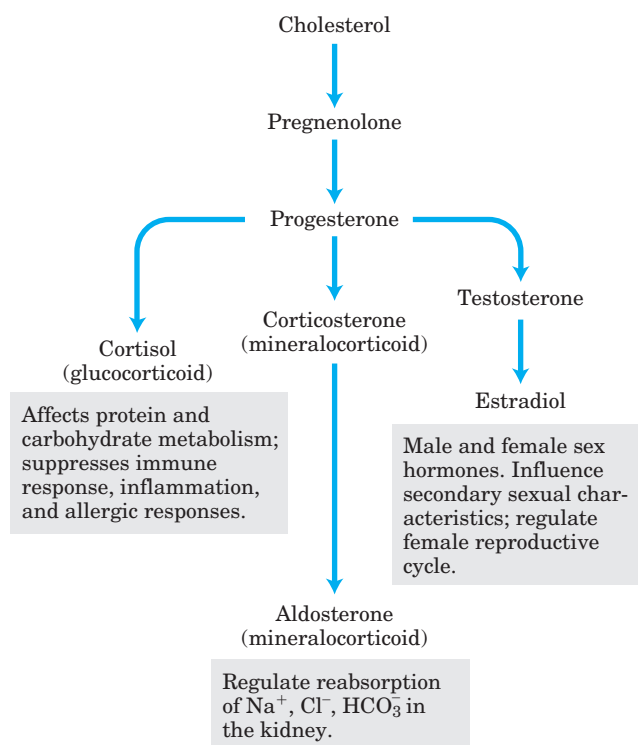 Cholesterol
Pregnenolone
Progesterone
Cortisol
(glucocorticoid)
Affects protein and
carbohydrate metabolism;
suppresses immune
response, inflammation,
and allergic responses.
Corticosterone
(mineralocorticoid)
Testosterone
Estradiol
Male and female sex
hormones. Influence
secondary sexual char-
acteristics; regulate
female reproductive
cycle.
Aldosterone
(mineralocorticoid)
Regulate reabsorption
of Na⁺, Cl⁻, HCO₃⁻ in
the kidney.